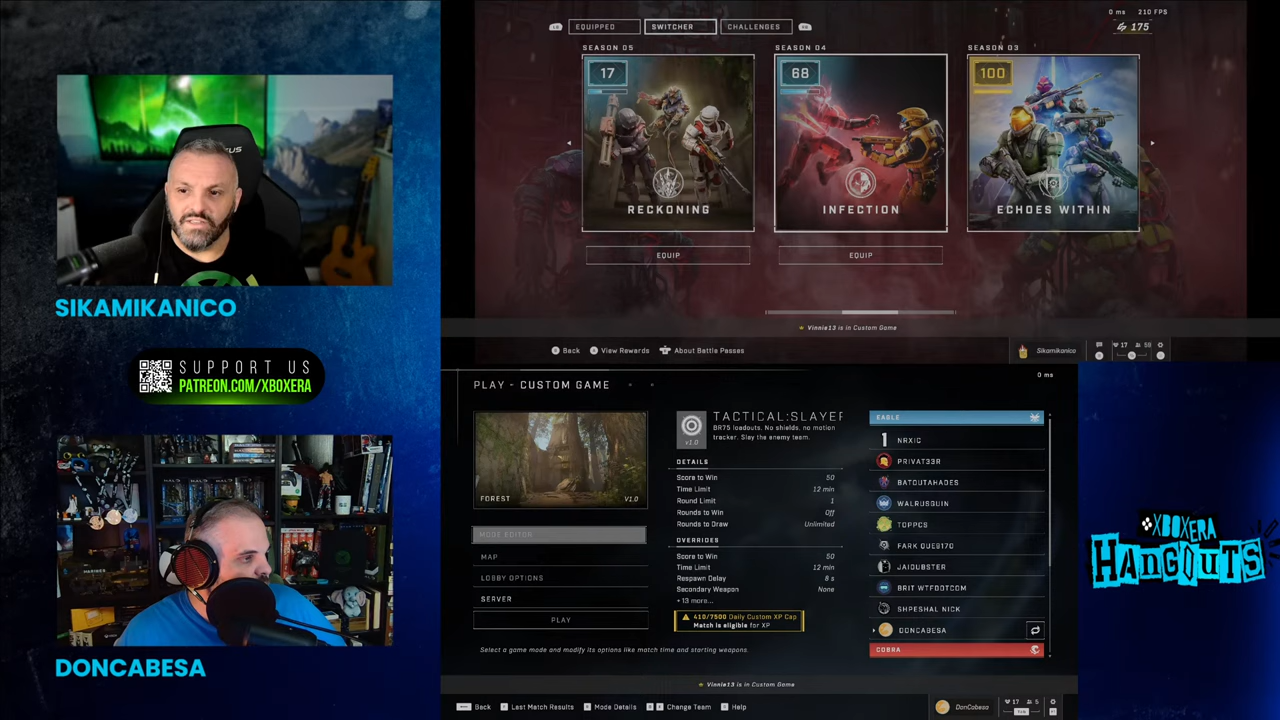 SIKAMIKANICO
SUPPORT US
PATREON.COM/XBOXERA
DONCABESA
0 ms 210 FPS
EQUIPPED
SWITCHER
CHALLENGES
175
SEASON 05
17
RECKONING
EQUIP
SEASON 04
68
INFECTION
EQUIP
SEASON 03
100
ECHOES WITHIN
Vinnie13 is in Custom Game
Back
View Rewards
About Battle Passes
Sikamikanico
17
PLAY - CUSTOM GAME
0 ms
FOREST
V1.0
MODE EDITOR
MAP
LOBBY OPTIONS
SERVER
PLAY
Select a game mode and modify its options like match time and starting weapons.
v1.0
TACTICAL:SLAYER
BR75 loadouts. No shields, no motion
tracker. Slay the enemy team.
DETAILS
Score to Win 50
Time Limit 12 min
Round Limit 1
Rounds to Win Off
Rounds to Draw Unlimited
OVERRIDES
Score to Win 50
Time Limit 12 min
Respawn Delay 8 s
Secondary Weapon None
+ 13 more...
410/7500 Daily Custom XP Cap
Match is eligible for XP
EAGLE
NRXIC
PRIVAT33R
BATOUTAHADES
WALRUSGUIN
TOPPCS
FARK DUE8170
JAIDUBSTER
BRIT WTFDOTCOM
SHPESHAL NICK
DONCABESA
COBRA
Vinnie13 is in Custom Game
Back
Last Match Results
Mode Details
Change Team
Help
DonCabesa
17
5
XBOXERA
HANGOUTS